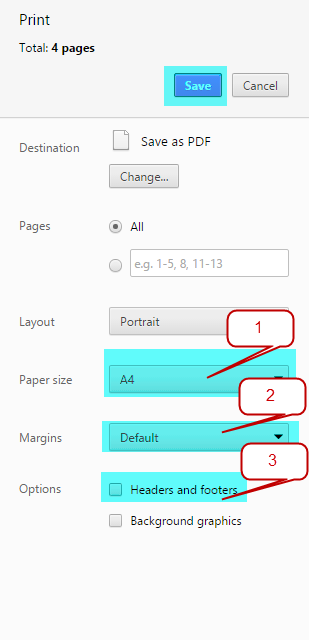 Print
Total: 4 pages
Save Cancel
Destination Save as PDF
Change...
Pages All
e.g. 1-5, 8, 11-13
Layout Portrait
1
Paper size A4
2
Margins Default
3
Options Headers and footers
Background graphics